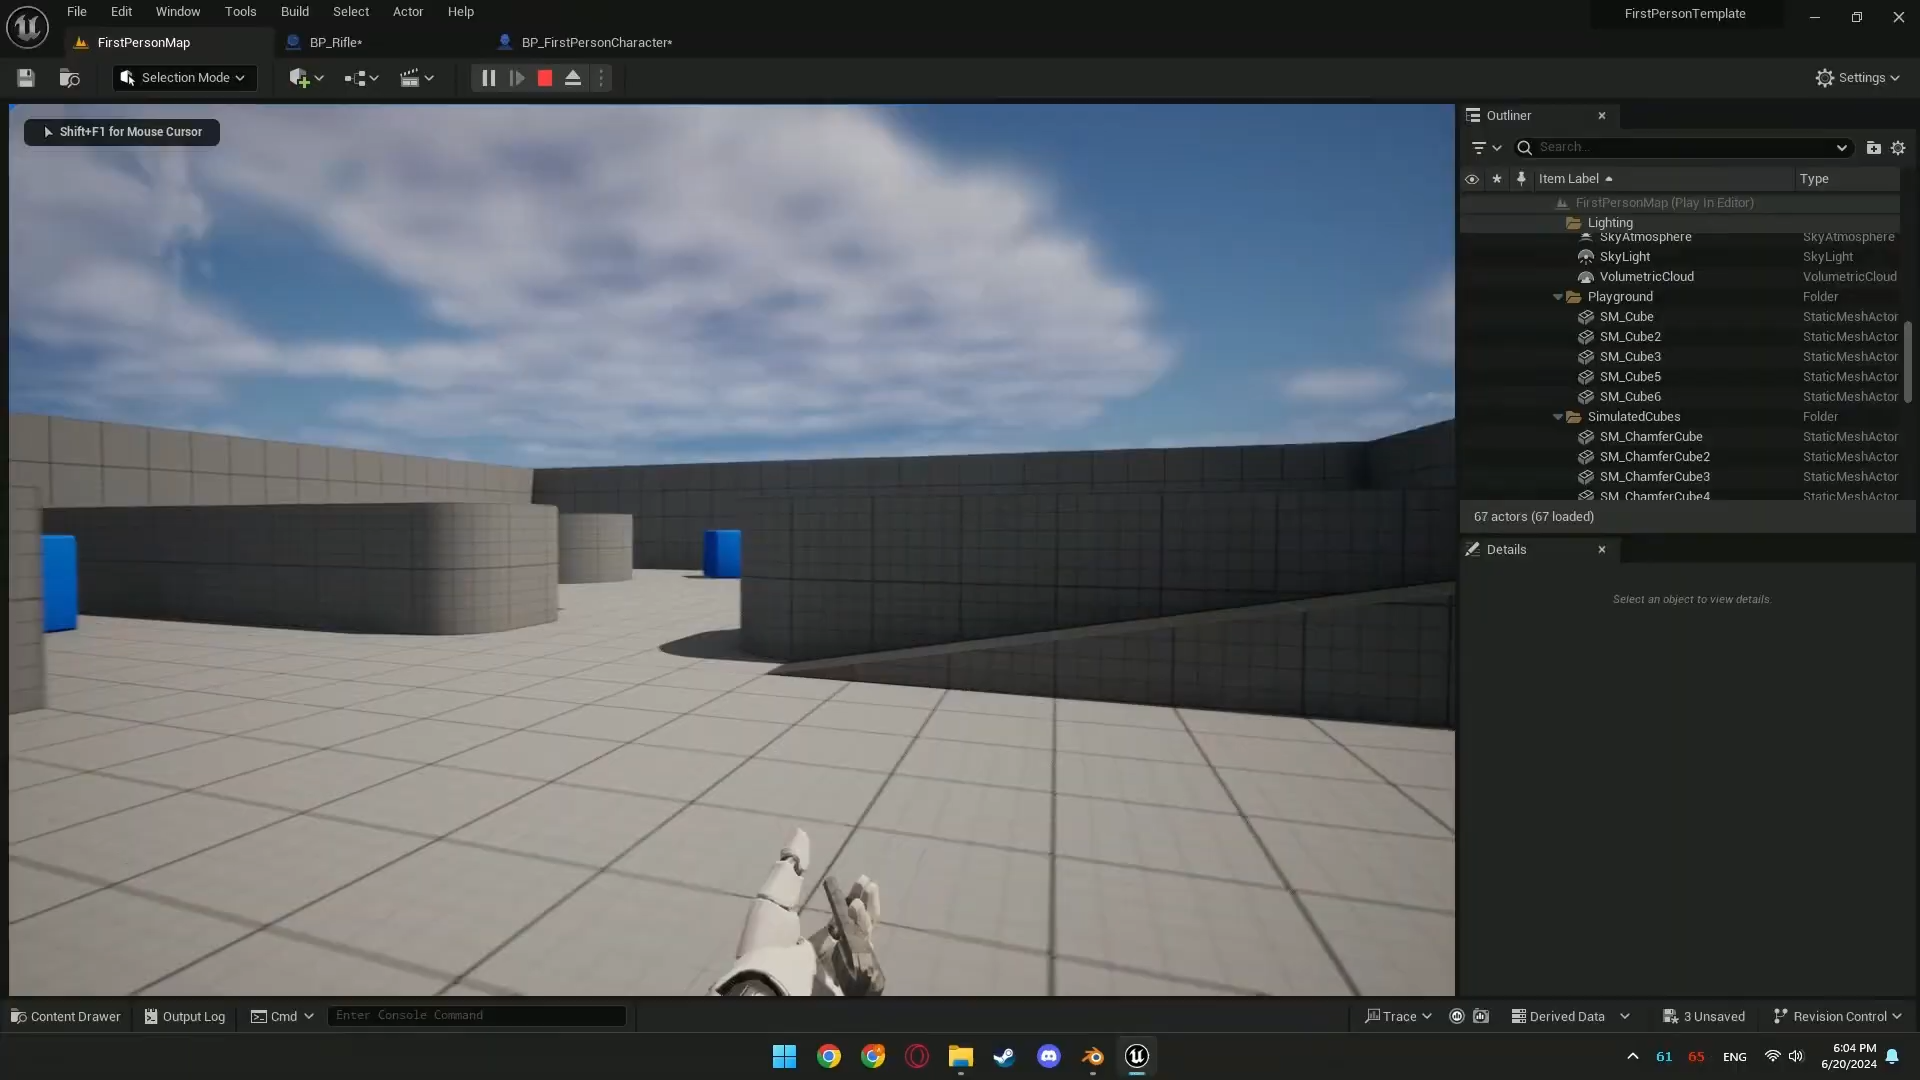 File Edit Window Tools Build Select Actor Help
FirstPersonTemplate
FirstPersonMap BP_Rifle* BP_FirstPersonCharacter*
Selection Mode
Settings
Shift+F1 for Mouse Cursor
Outliner
Search...
Item Label Type
FirstPersonMap (Play In Editor)
Lighting
SkyAtmosphere SkyAtmosphere
SkyLight SkyLight
VolumetricCloud VolumetricCloud
Playground Folder
SM_Cube StaticMeshActor
SM_Cube2 StaticMeshActor
SM_Cube3 StaticMeshActor
SM_Cube5 StaticMeshActor
SM_Cube6 StaticMeshActor
SimulatedCubes Folder
SM_ChamferCube StaticMeshActor
SM_ChamferCube2 StaticMeshActor
SM_ChamferCube3 StaticMeshActor
SM_ChamferCube4 StaticMeshActor
67 actors (67 loaded)
Details
Select an object to view details.
Content Drawer Output Log Cmd Enter Console Command Trace Derived Data 3 Unsaved Revision Control
61 65 ENG 6:04 PM
6/20/2024